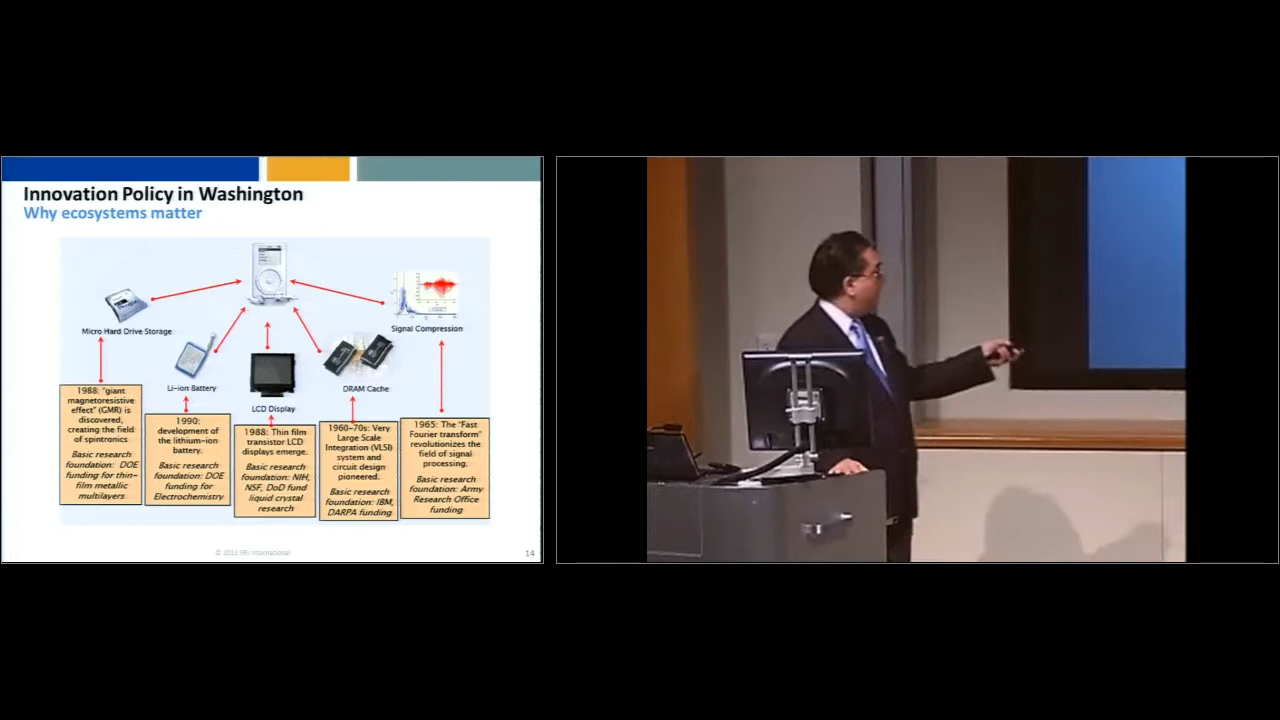 Innovation Policy in Washington
Why ecosystems matter
Micro Hard Drive Storage
Signal Compression
Li-ion Battery
DRAM Cache
LCD Display
1988: "giant
magnetoresistive
effect" (GMR) is
discovered,
creating the field
of spintronics
Basic research
foundation: DOE
funding for thin-
film metallic
multilayers
1990:
development of
the lithium-ion
battery.
Basic research
foundation: DOE
funding for
Electrochemistry
1988: Thin film
transistor LCD
displays emerge.
Basic research
foundation: NIH,
NSF, DoD fund
liquid crystal
research
1960-70s: Very
Large Scale
Integration (VLSI)
system and
circuit design
pioneered.
Basic research
foundation: IBM,
DARPA funding
1965: The "Fast
Fourier transform"
revolutionizes the
field of signal
processing.
Basic research
foundation: Army
Research Office
funding
© 2013 SRI International
14